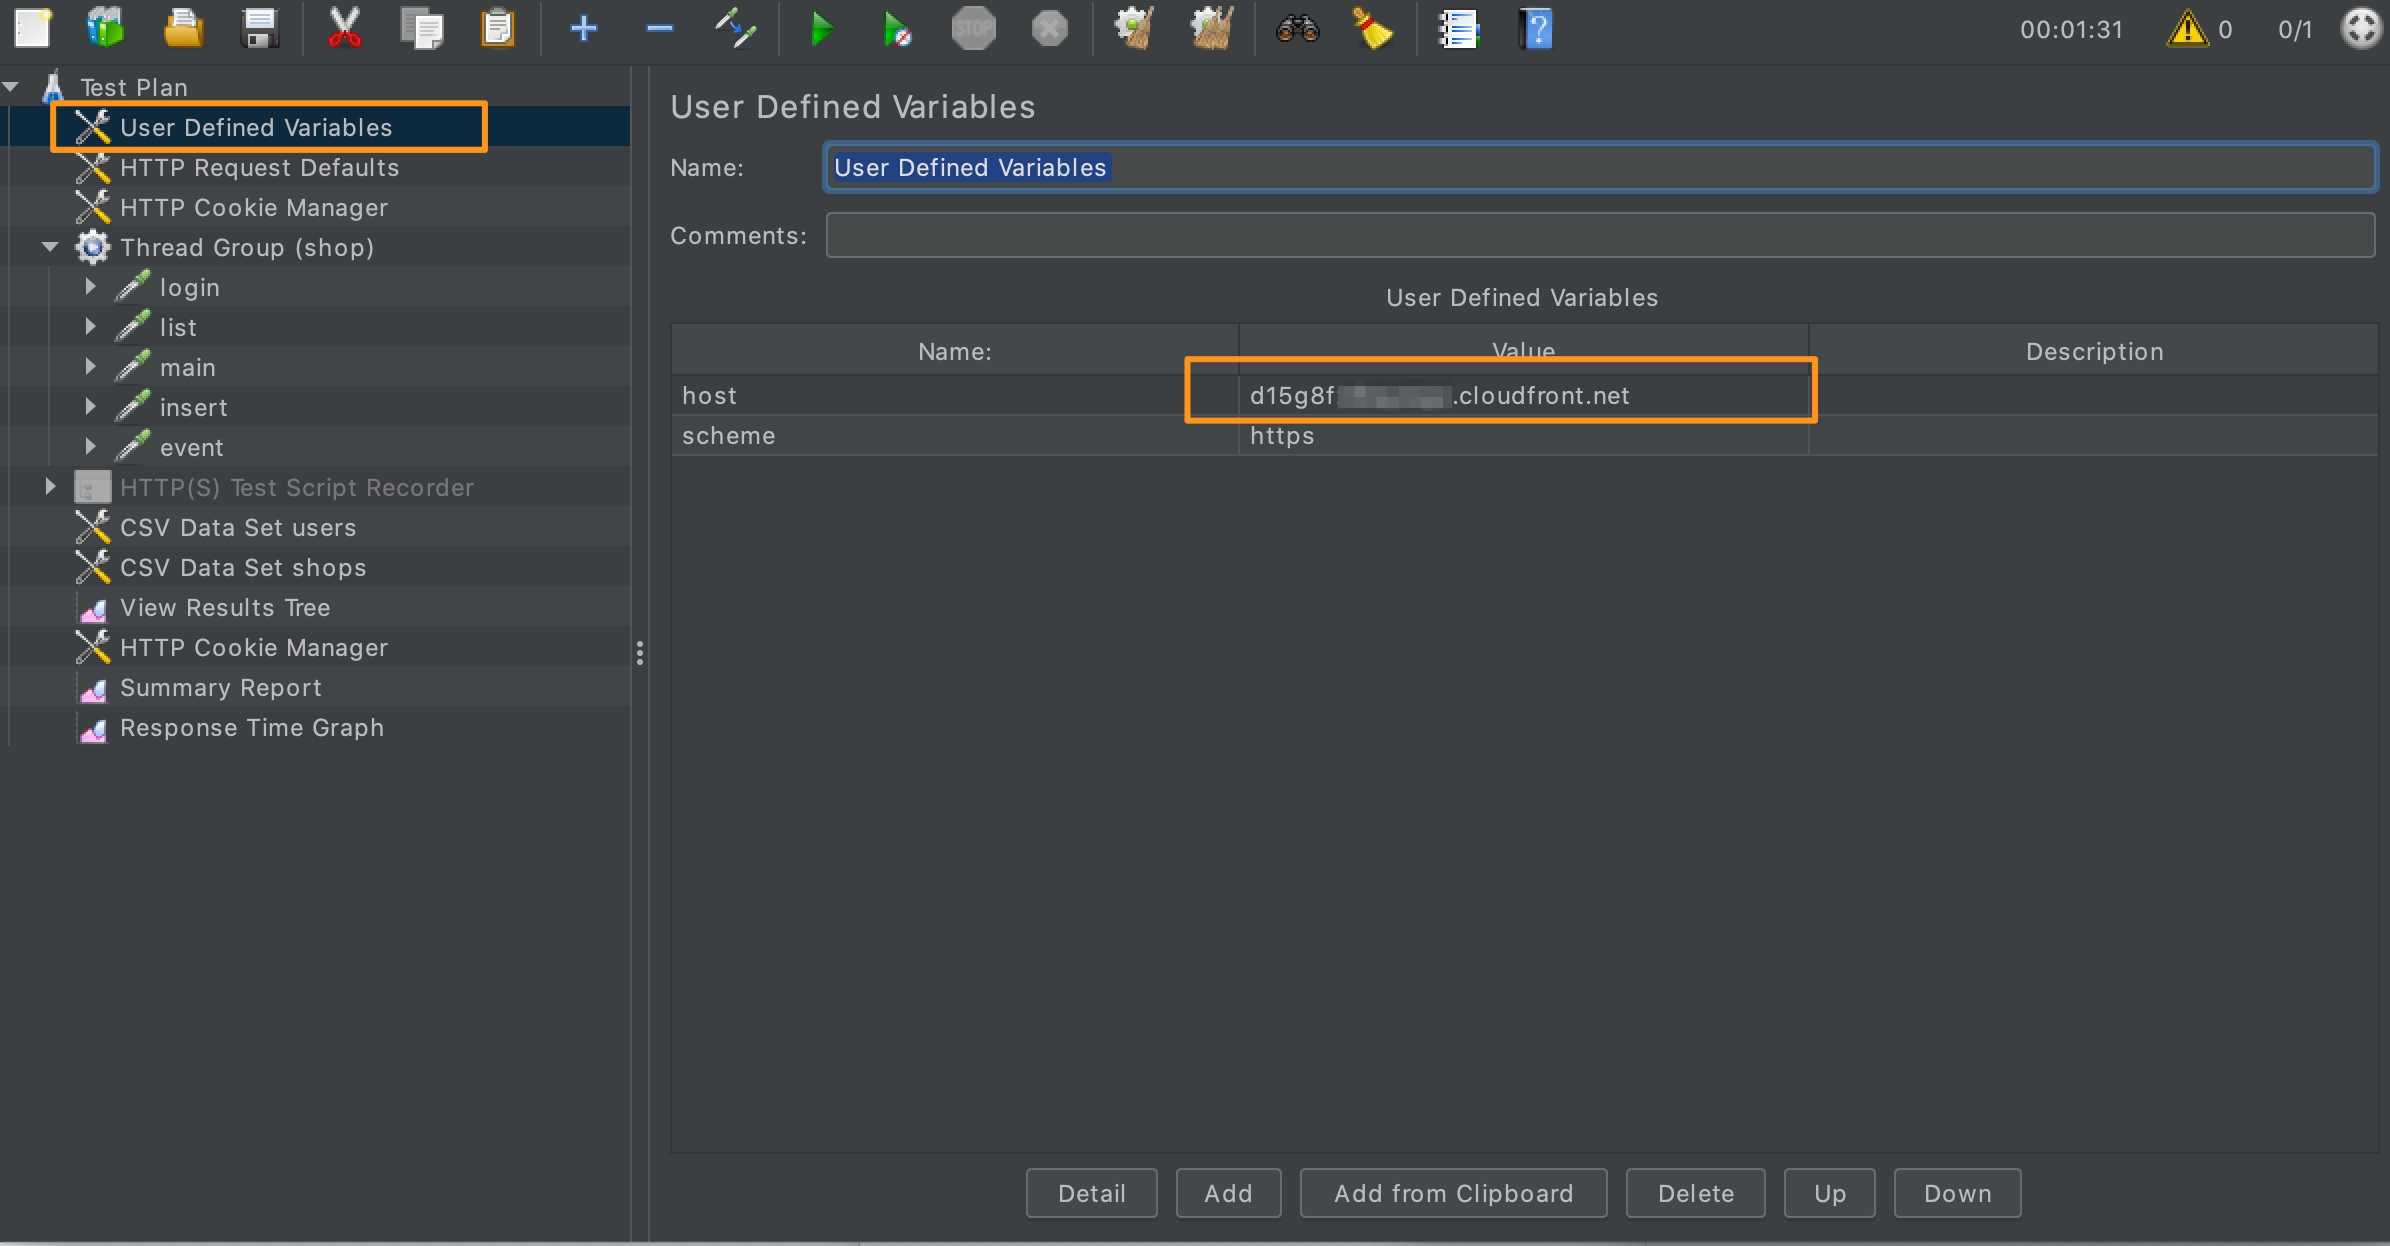 STOP
00:01:31
0
0/1
Test Plan
User Defined Variables
HTTP Request Defaults
HTTP Cookie Manager
Thread Group (shop)
login
list
main
insert
event
HTTP(S) Test Script Recorder
CSV Data Set users
CSV Data Set shops
View Results Tree
HTTP Cookie Manager
Summary Report
Response Time Graph
User Defined Variables
Name: User Defined Variables
Comments:
User Defined Variables
Name: Value Description
host .cloudfront.net
scheme https
Detail Add Add from Clipboard Delete Up Down